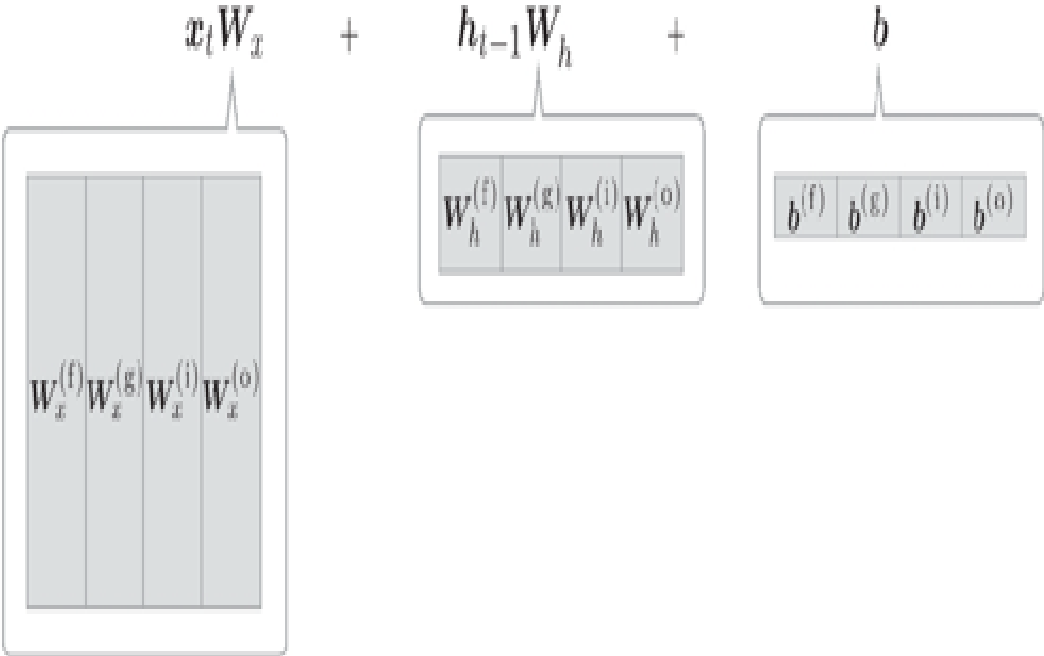 x_t W_x + h_{t-1} W_h + b
W_h^{(f)} W_h^{(g)} W_h^{(i)} W_h^{(o)}
b^{(f)} b^{(g)} b^{(i)} b^{(o)}
W_x^{(f)} W_x^{(g)} W_x^{(i)} W_x^{(o)}